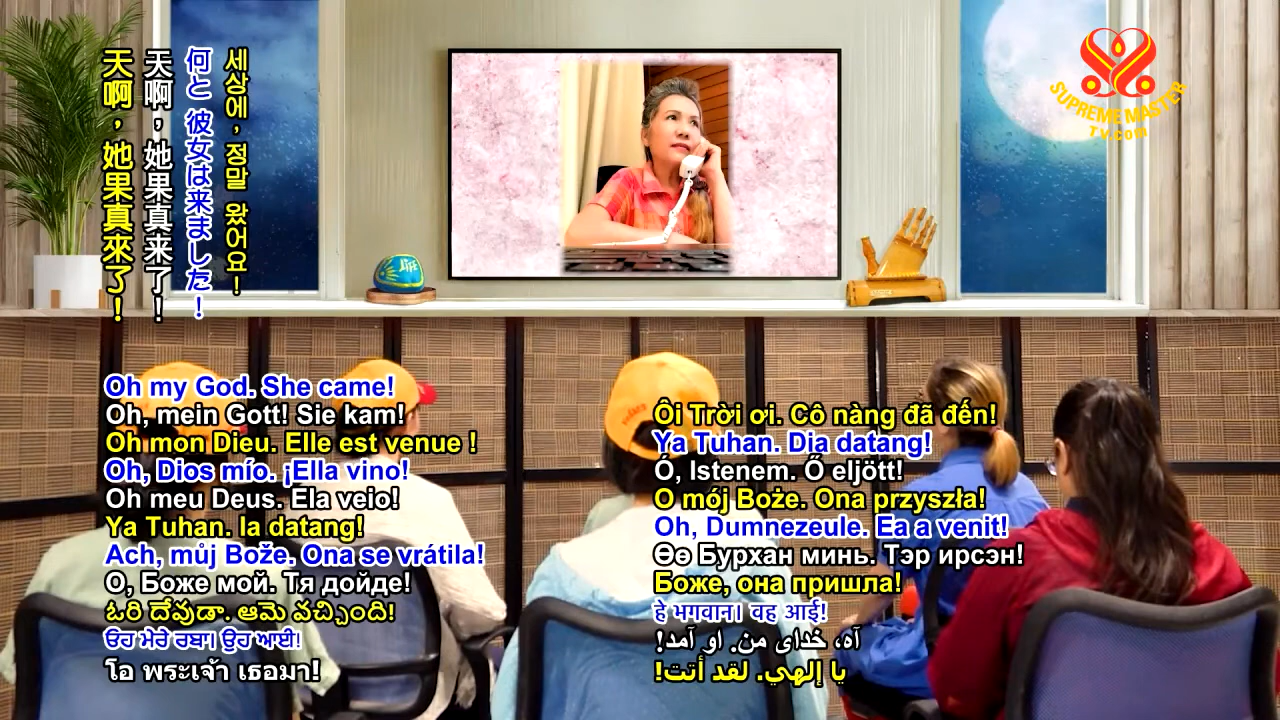 天啊，她果真來了！
天啊，她果真来了！
何と 彼女は来ました！
세상에, 정말 왔어요!
SUPREME MASTER
TV.com
LIFE
Oh my God. She came!
Oh, mein Gott! Sie kam!
Oh mon Dieu. Elle est venue !
Oh, Dios mío. ¡Ella vino!
Oh meu Deus. Ela veio!
Ya Tuhan. Ia datang!
Ach, můj Bože. Ona se vrátila!
О, Боже мой. Тя дойде!
ఓరి దేవుడా. ఆమె వచ్చింది!
ਓਹ ਮੇਰੇ ਰਬਾ। ਉਹ ਆਈ!
โอ พระเจ้า เธอมา!
Ôi Trời ơi. Cô nàng đã đến!
Ya Tuhan. Dia datang!
Ó, Istenem. Ő eljött!
O mój Boże. Ona przyszła!
Oh, Dumnezeule. Ea a venit!
Өө Бурхан минь. Тэр ирсэн!
Боже, она пришла!
हे भगवान। वह आई!
آه، خدای من. او آمد!
يا إلهي. لقد أتت!